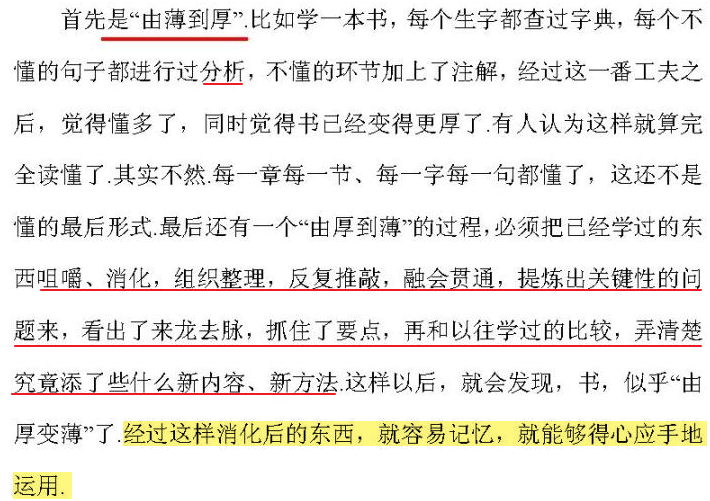 首先是“由薄到厚”.比如学一本书，每个生字都查过字典，每个不
懂的句子都进行过分析，不懂的环节加上了注解，经过这一番工夫之
后，觉得懂多了，同时觉得书已经变得更厚了.有人认为这样就算完
全读懂了.其实不然.每一章每一节、每一字每一句都懂了，这还不是
懂的最后形式.最后还有一个“由厚到薄”的过程，必须把已经学过的东
西咀嚼、消化，组织整理，反复推敲，融会贯通，提炼出关键性的问
题来，看出了来龙去脉，抓住了要点，再和以往学过的比较，弄清楚
究竟添了些什么新内容、新方法.这样以后，就会发现，书，似乎“由
厚变薄”了.经过这样消化后的东西，就容易记忆，就能够得心应手地
运用.